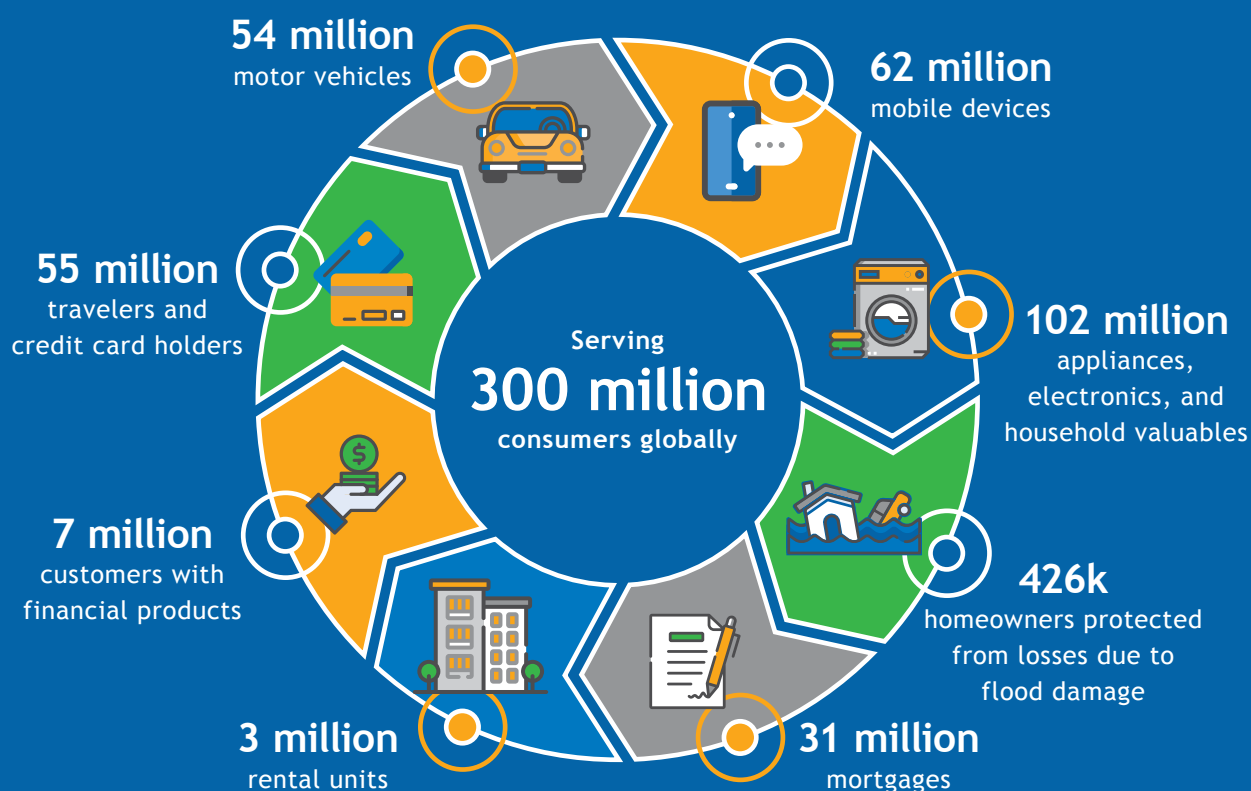 54 million
motor vehicles
62 million
mobile devices
55 million
travelers and
credit card holders
102 million
appliances,
electronics, and
household valuables
Serving
300 million
consumers globally
$
7 million
customers with
financial products
426k
homeowners protected
from losses due to
flood damage
3 million
rental units
31 million
mortgages